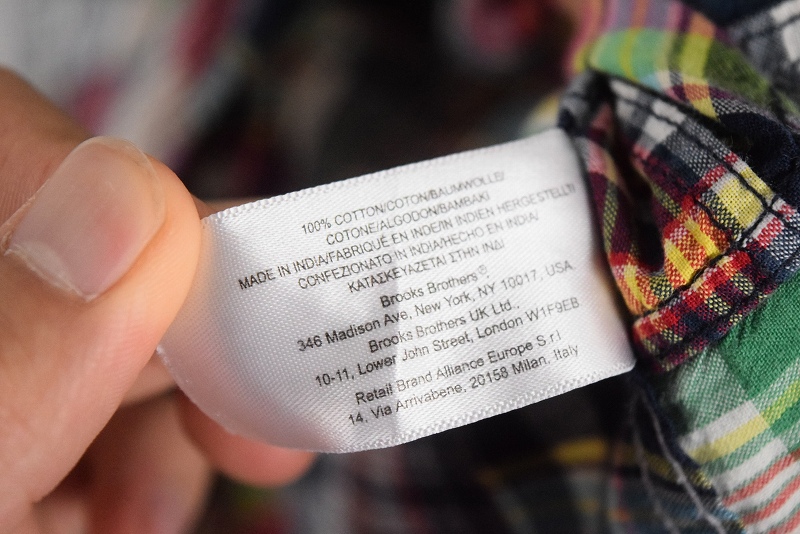 100% COTTON/COTON/BAUMWOLLE/
COTONE/ALGODON/BAMBAKI
MADE IN INDIA/FABRIQUÉ EN INDE/IN INDIEN HERGESTELLT/
CONFEZIONATO IN INDIA/HECHO EN INDIA/
ΚΑΤΑΣΚΕΥΑΖΕΤΑΙ ΣΤΗΝ ΙΝΔΙ
Brooks Brothers®
346 Madison Ave, New York, NY 10017, USA
Brooks Brothers UK Ltd.,
10-11, Lower John Street, London W1F9EB
Retail Brand Alliance Europe S.r.l
14, Via Arrivabene, 20158 Milan, Italy